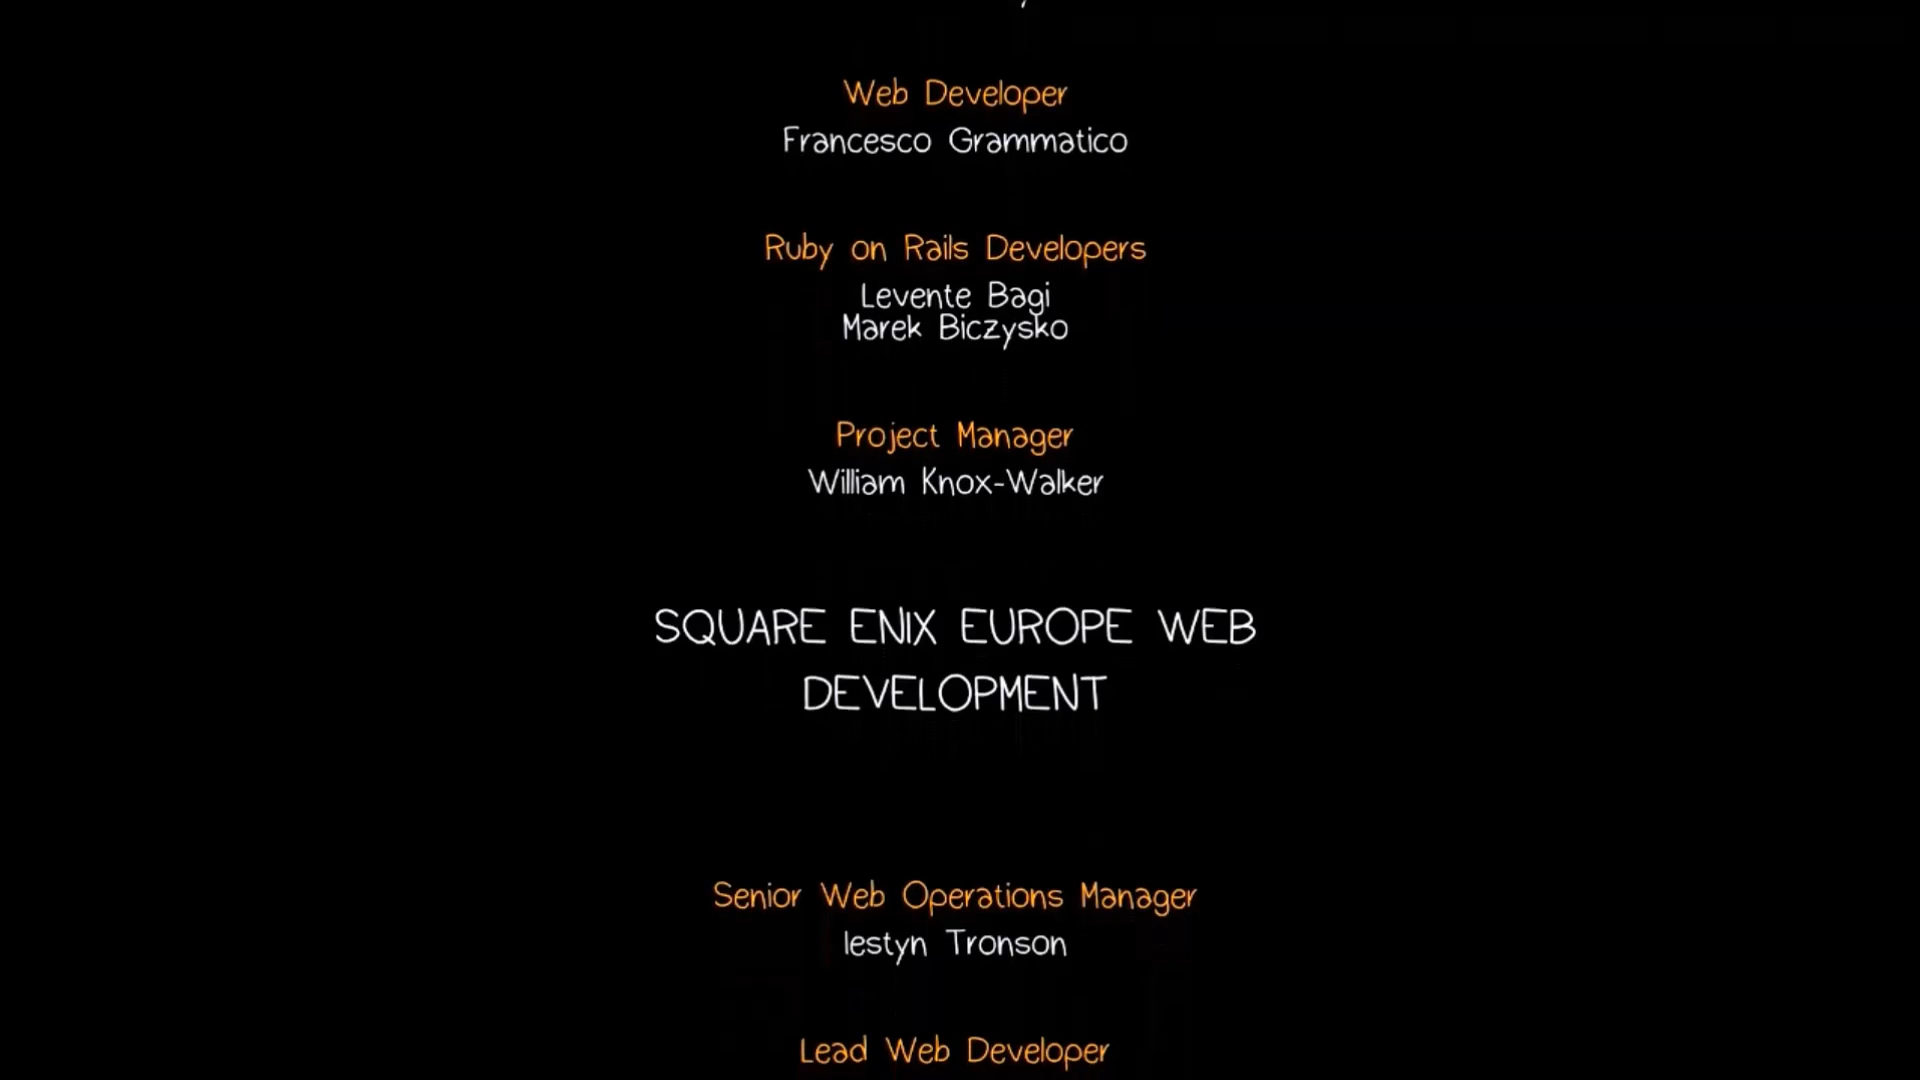 Web Developer
Francesco Grammatico
Ruby on Rails Developers
Levente Bagi
Marek Biczysko
Project Manager
William Knox-Walker
SQUARE ENIX EUROPE WEB
DEVELOPMENT
Senior Web Operations Manager
Iestyn Tronson
Lead Web Developer